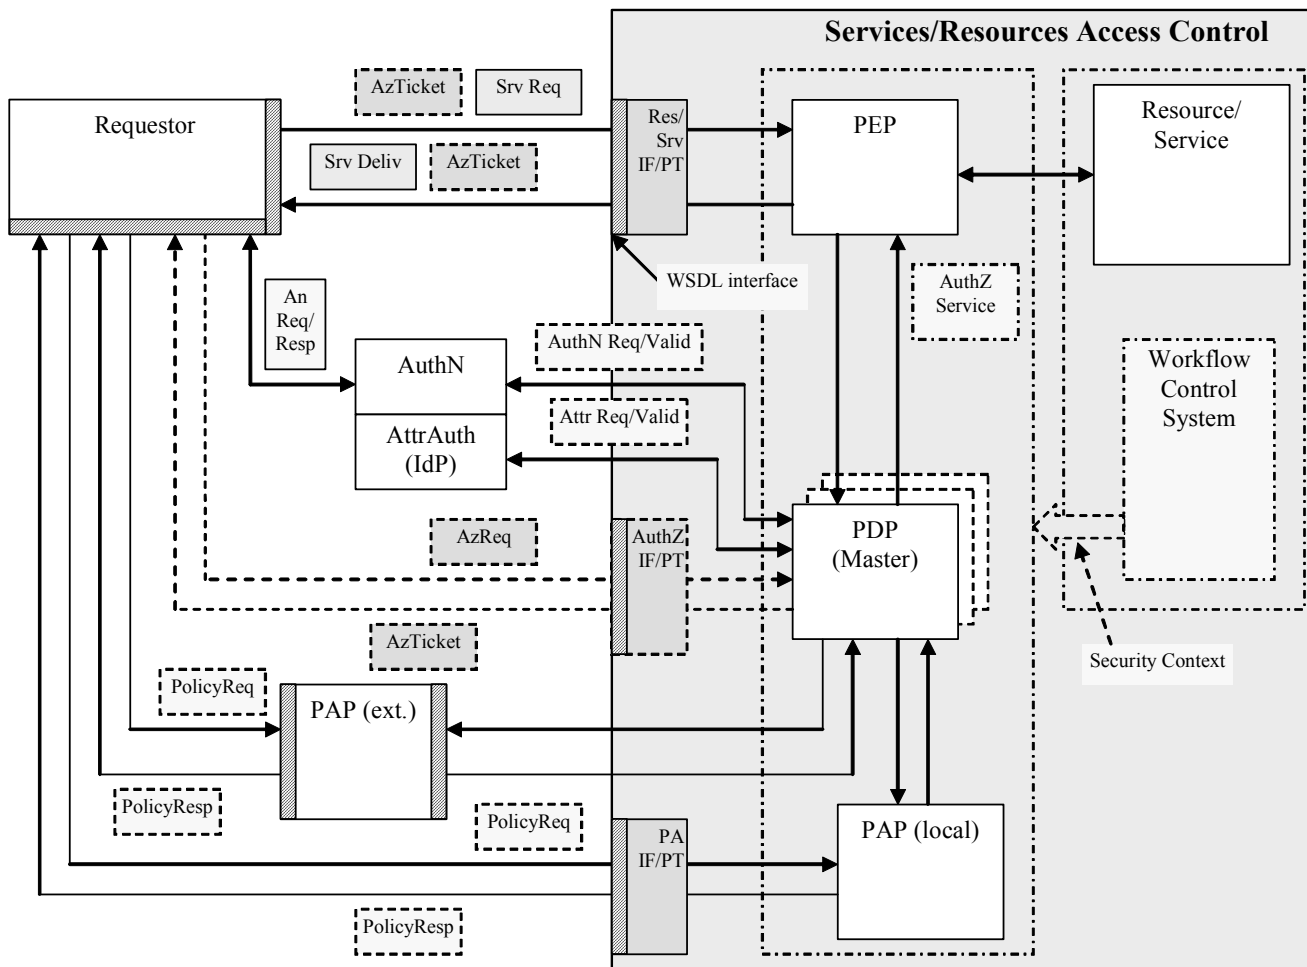 Services/Resources Access Control
AzTicket
Srv Req
Requestor
Res/
Srv
IF/PT
PEP
Resource/
Service
Srv Deliv
AzTicket
WSDL interface
AuthZ
Service
An
Req/
Resp
AuthN Req/Valid
AuthN
Attr Req/Valid
AttrAuth
(IdP)
Workflow
Control
System
AzReq
AuthZ
IF/PT
PDP
(Master)
AzTicket
Security Context
PolicyReq
PAP (ext.)
PolicyResp
PolicyReq
PA
IF/PT
PAP (local)
PolicyResp